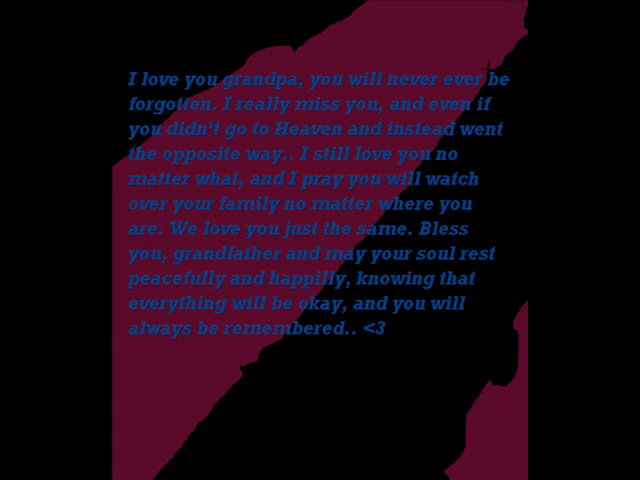 I love you grandpa, you will never ever be
forgotten. I really miss you, and even if
you didn't go to Heaven and instead went
the opposite way.. I still love you no
matter what, and I pray you will watch
over your family no matter where you
are. We love you just the same. Bless
you, grandfather and may your soul rest
peacefully and happilly, knowing that
everything will be okay, and you will
always be remembered.. <3